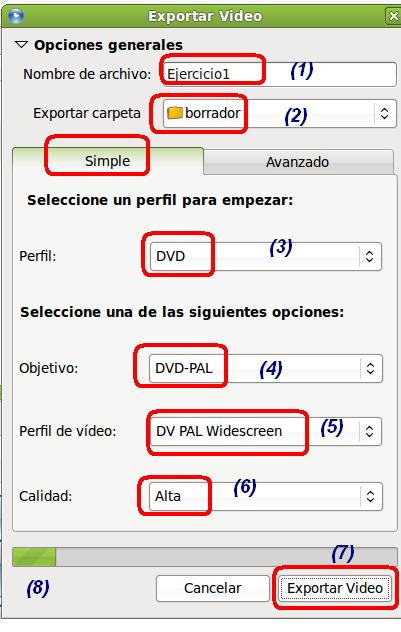 Exportar Video
Opciones generales
Nombre de archivo: Ejercicio1 (1)
Exportar carpeta borrador (2)
Simple Avanzado
Seleccione un perfil para empezar:
Perfil: DVD (3)
Seleccione una de las siguientes opciones:
Objetivo: DVD-PAL (4)
Perfil de vídeo: DV PAL Widescreen (5)
Calidad: Alta (6)
(7)
(8) Cancelar Exportar Video